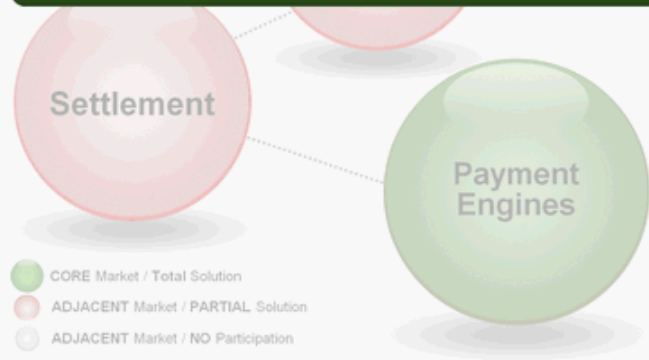 Settlement
Payment
Engines
CORE Market / Total Solution
ADJACENT Market / PARTIAL Solution
ADJACENT Market / NO Participation